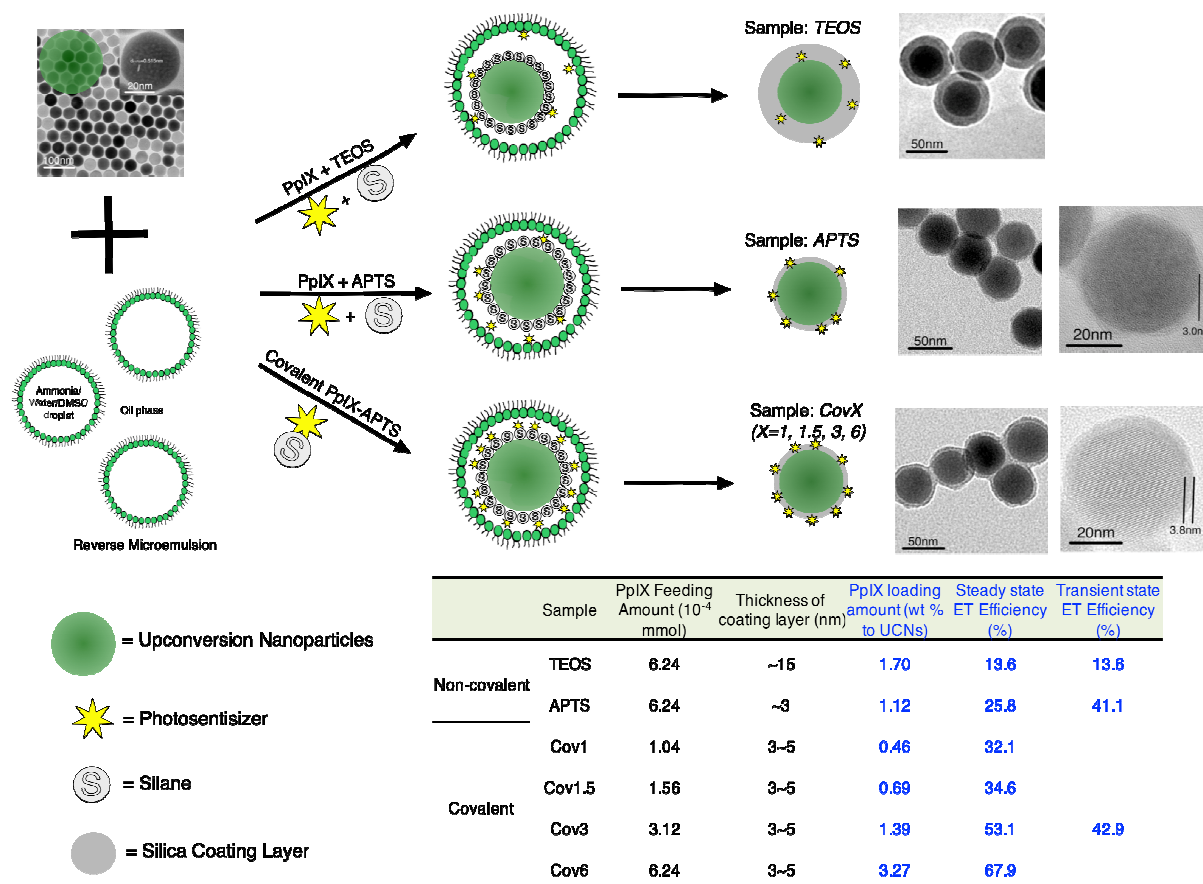 20nm
100nm
PpIX + TEOS
+
S
Sample: TEOS
50nm
PpIX + APTS
+
S
Sample: APTS
50nm
20nm
3.0n
Ammonia/
Water/DMSO
droplet
Oil phase
Covalent PpIX-APTS
S
Sample: CovX
(X=1, 1.5, 3, 6)
50nm
20nm
3.8nm
Reverse Microemulsion
= Upconversion Nanoparticles
= Photosentisizer
S
= Silane
= Silica Coating Layer
Sample
PpIX Feeding Amount (10-4 mmol)
Thickness of coating layer (nm)
PpIX loading amount (wt % to UCNs)
Steady state ET Efficiency (%)
Transient state ET Efficiency (%)
Non-covalent
TEOS 6.24 ~15 1.70 19.6 13.6
APTS 6.24 ~3 1.12 25.8 41.1
Covalent
Cov1 1.04 3~5 0.46 32.1
Cov1.5 1.56 3~5 0.69 34.6
Cov3 3.12 3~5 1.39 53.1 42.9
Cov6 6.24 3~5 3.27 67.9